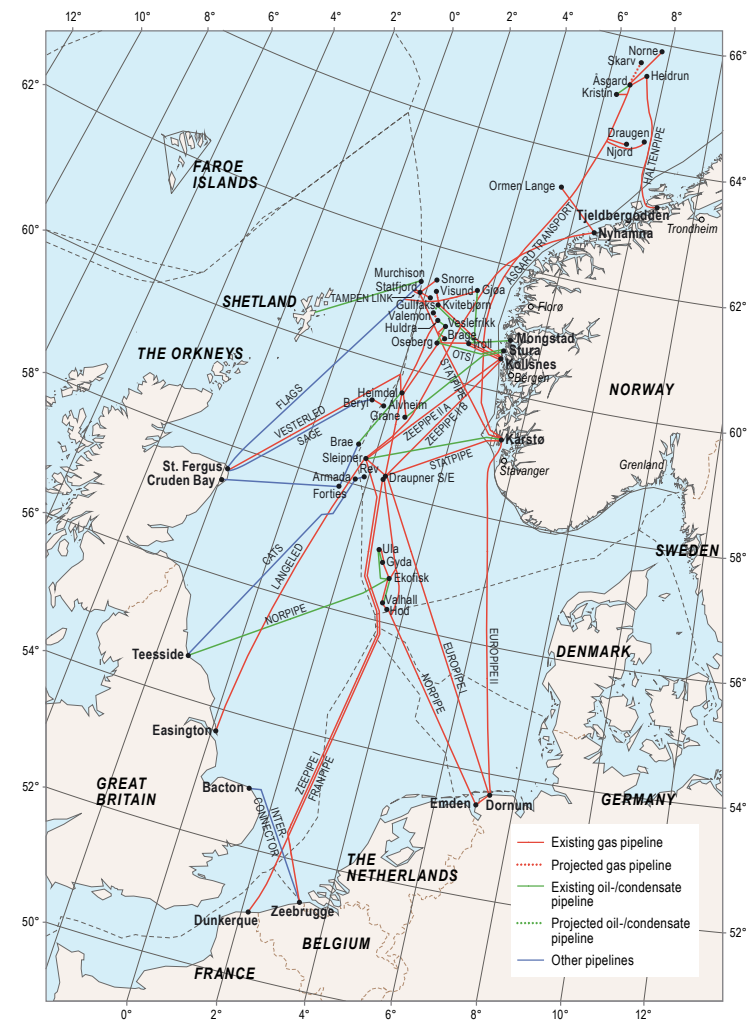 12°
10°
8°
6°
4°
2°
0°
2°
4°
6°
8°
62°
60°
58°
56°
54°
52°
50°
66°
64°
62°
60°
58°
56°
54°
52°
0°
2°
4°
6°
8°
10°
12°
Norne
Skarv
Åsgard
Heidrun
Kristin
Draugen
Njord
HALTENPIPE
Ormen Lange
Tjeldbergodden
Nyhamna
Trondheim
ÅSGARD TRANSPORT
FAROE
ISLANDS
SHETLAND
THE ORKNEYS
Murchison
Snorre
Statfjord
Visund
Gjøa
TAMPEN LINK
Gullfaks
Kvitebjørn
Valemon
Veslefrikk
Huldra
Brage
Oseberg
Troll
OTS
Florø
Mongstad
Stura
Kollsnes
Bergen
NORWAY
STATPIPE
FLAGS
VESTERLED
SAGE
Heimdal
Beryl
Alvheim
Grane
ZEEPIPE II A
ZEEPIPE II B
Brae
Sleipner
Kårstø
STATPIPE
Stavanger
Grenland
St. Fergus
Cruden Bay
Armada
Rev
Draupner S/E
Forties
CATS
LANGELED
Ula
Gyda
Ekofisk
Valhall
Hod
NORPIPE
SWEDEN
DENMARK
Teesside
EUROPIPE I
EUROPIPE II
NORPIPE
Easington
ZEEPIPE I
FRANPIPE
GREAT
BRITAIN
Bacton
INTER-
CONNECTOR
Emden
Dornum
GERMANY
THE
NETHERLANDS
Dunkerque
Zeebrugge
BELGIUM
FRANCE
Existing gas pipeline
Projected gas pipeline
Existing oil-/condensate
pipeline
Projected oil-/condensate
pipeline
Other pipelines